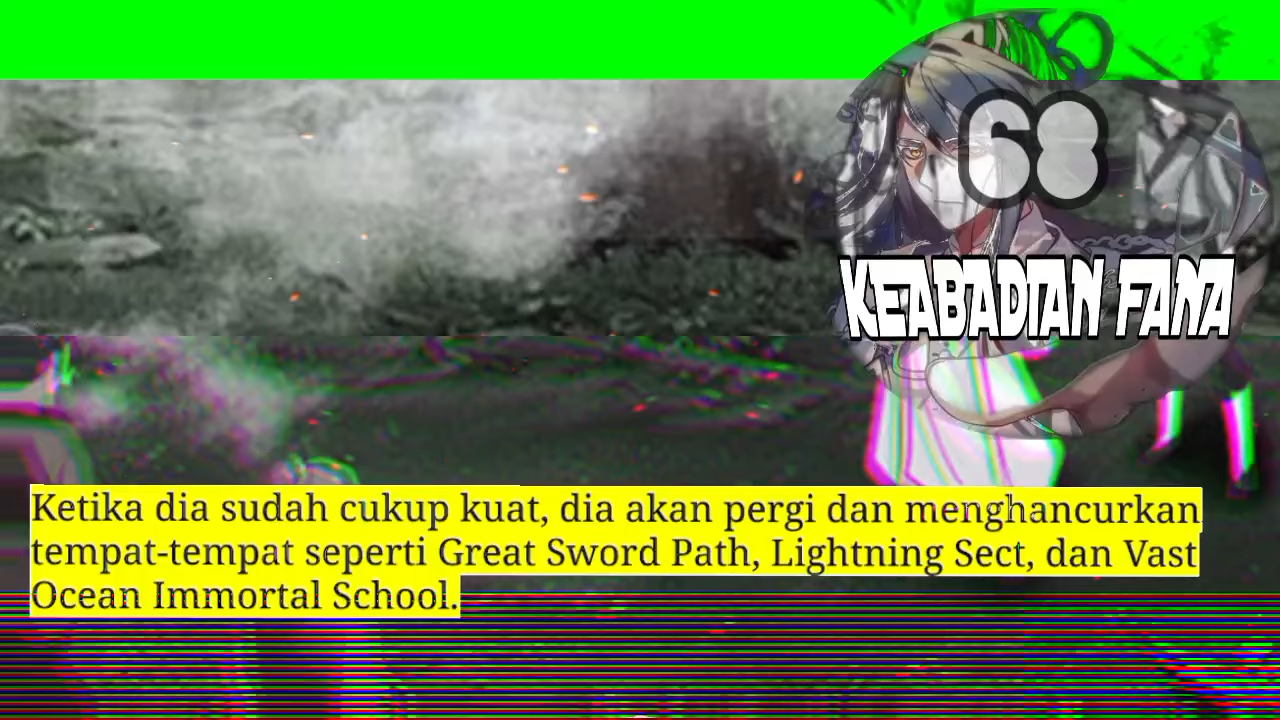 68
KEABADIAN FANA
Ketika dia sudah cukup kuat, dia akan pergi dan menghancurkan
tempat-tempat seperti Great Sword Path, Lightning Sect, dan Vast
Ocean Immortal School.